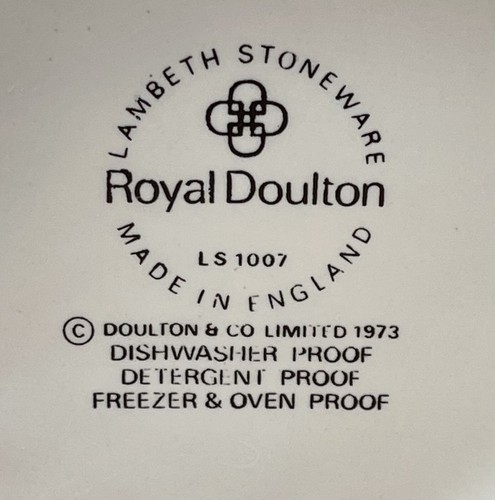 LAMBETH STONEWARE
Royal Doulton
LS 1007
MADE IN ENGLAND
© DOULTON & CO LIMITED 1973
DISHWASHER PROOF
DETERGENT PROOF
FREEZER & OVEN PROOF